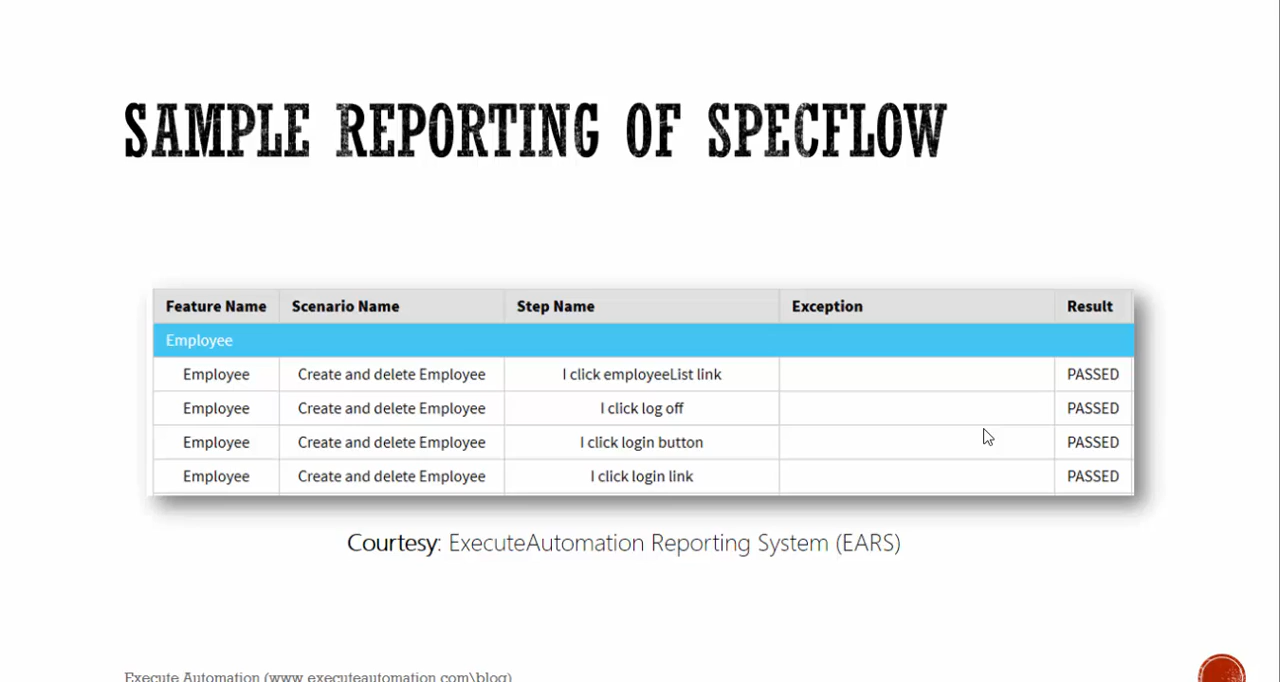 SAMPLE REPORTING OF SPECFLOW
Feature Name Scenario Name Step Name Exception Result
Employee
Employee Create and delete Employee I click employeeList link PASSED
Employee Create and delete Employee I click log off PASSED
Employee Create and delete Employee I click login button PASSED
Employee Create and delete Employee I click login link PASSED
Courtesy: ExecuteAutomation Reporting System (EARS)
Execute Automation (www.executeautomation.com\blog)